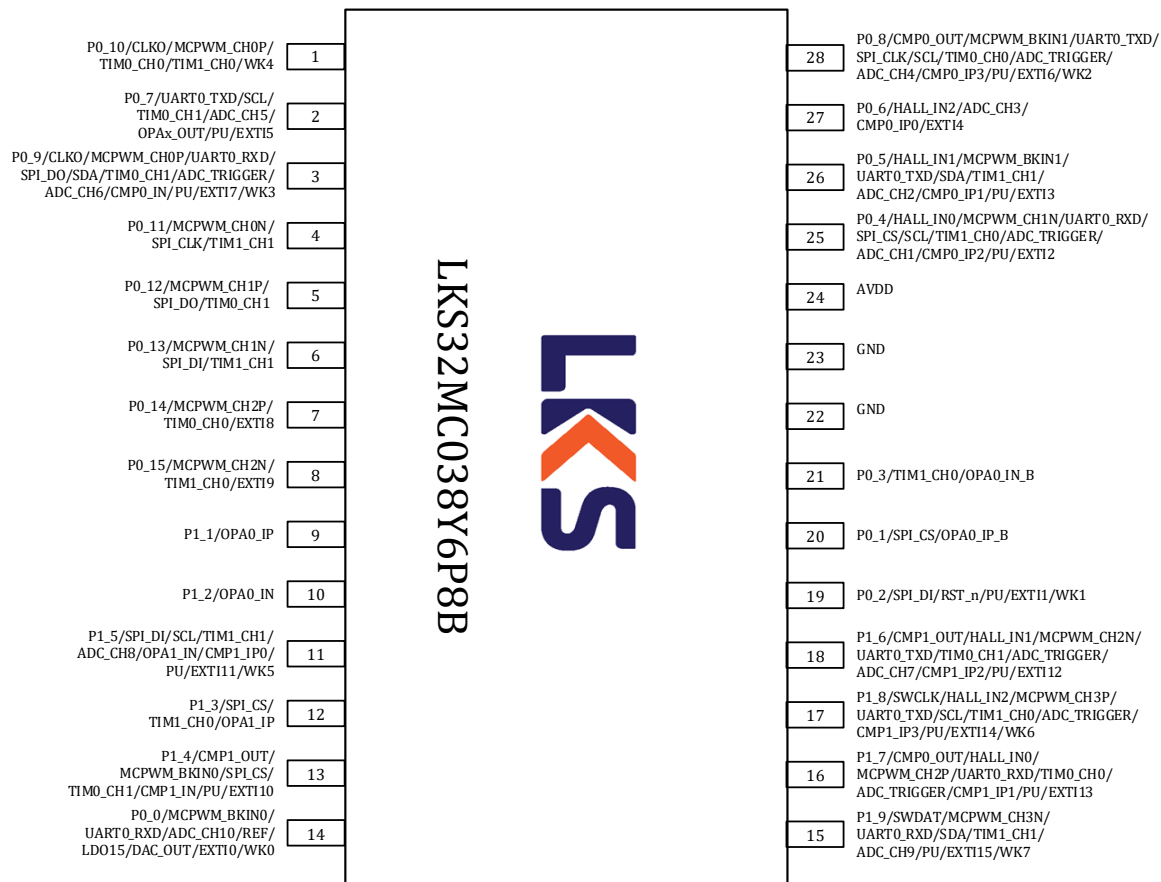 P0_10/CLKO/MCPWM_CH0P/
TIM0_CH0/TIM1_CH0/WK4
1
P0_7/UART0_TXD/SCL/
TIM0_CH1/ADC_CH5/
OPAx_OUT/PU/EXTI5
2
P0_9/CLKO/MCPWM_CH0P/UART0_RXD/
SPI_DO/SDA/TIM0_CH1/ADC_TRIGGER/
ADC_CH6/CMP0_IN/PU/EXTI7/WK3
3
P0_11/MCPWM_CH0N/
SPI_CLK/TIM1_CH1
4
P0_12/MCPWM_CH1P/
SPI_DO/TIM0_CH1
5
P0_13/MCPWM_CH1N/
SPI_DI/TIM1_CH1
6
P0_14/MCPWM_CH2P/
TIM0_CH0/EXTI8
7
P0_15/MCPWM_CH2N/
TIM1_CH0/EXTI9
8
P1_1/OPA0_IP
9
P1_2/OPA0_IN
10
P1_5/SPI_DI/SCL/TIM1_CH1/
ADC_CH8/OPA1_IN/CMP1_IP0/
PU/EXTI11/WK5
11
P1_3/SPI_CS/
TIM1_CH0/OPA1_IP
12
P1_4/CMP1_OUT/
MCPWM_BKIN0/SPI_CS/
TIM0_CH1/CMP1_IN/PU/EXTI10
13
P0_0/MCPWM_BKIN0/
UART0_RXD/ADC_CH10/REF/
LDO15/DAC_OUT/EXTI0/WK0
14
LKS32MC038Y6P8B
LKS
28
P0_8/CMP0_OUT/MCPWM_BKIN1/UART0_TXD/
SPI_CLK/SCL/TIM0_CH0/ADC_TRIGGER/
ADC_CH4/CMP0_IP3/PU/EXTI6/WK2
27
P0_6/HALL_IN2/ADC_CH3/
CMP0_IP0/EXTI4
26
P0_5/HALL_IN1/MCPWM_BKIN1/
UART0_TXD/SDA/TIM1_CH1/
ADC_CH2/CMP0_IP1/PU/EXTI3
25
P0_4/HALL_IN0/MCPWM_CH1N/UART0_RXD/
SPI_CS/SCL/TIM1_CH0/ADC_TRIGGER/
ADC_CH1/CMP0_IP2/PU/EXTI2
24
AVDD
23
GND
22
GND
21
P0_3/TIM1_CH0/OPA0_IN_B
20
P0_1/SPI_CS/OPA0_IP_B
19
P0_2/SPI_DI/RST_n/PU/EXTI1/WK1
18
P1_6/CMP1_OUT/HALL_IN1/MCPWM_CH2N/
UART0_TXD/TIM0_CH1/ADC_TRIGGER/
ADC_CH7/CMP1_IP2/PU/EXTI12
17
P1_8/SWCLK/HALL_IN2/MCPWM_CH3P/
UART0_TXD/SCL/TIM1_CH0/ADC_TRIGGER/
CMP1_IP3/PU/EXTI14/WK6
16
P1_7/CMP0_OUT/HALL_IN0/
MCPWM_CH2P/UART0_RXD/TIM0_CH0/
ADC_TRIGGER/CMP1_IP1/PU/EXTI13
15
P1_9/SWDAT/MCPWM_CH3N/
UART0_RXD/SDA/TIM1_CH1/
ADC_CH9/PU/EXTI15/WK7